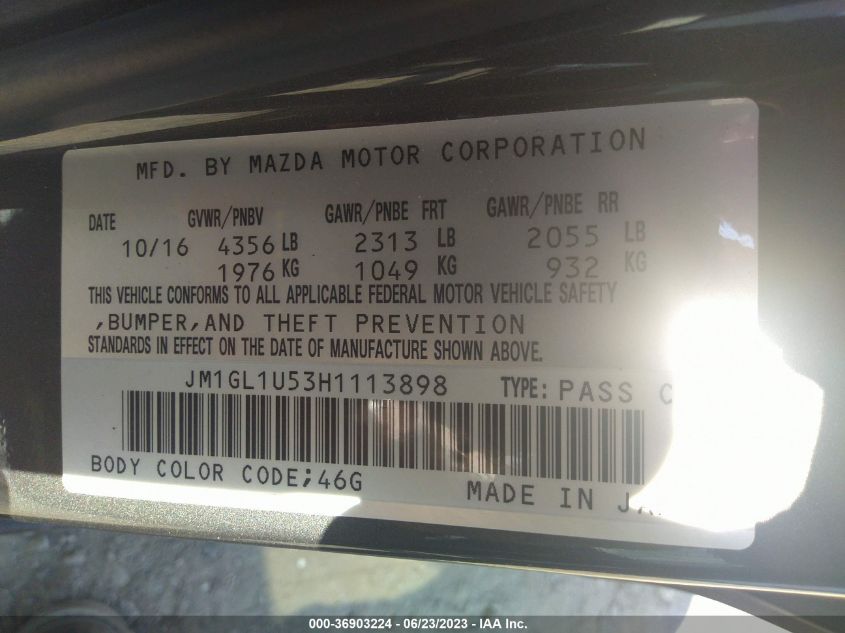 MFD. BY MAZDA MOTOR CORPORATION
DATE GVWR/PNBV GAWR/PNBE FRT GAWR/PNBE RR
10/16 4356 LB 2313 LB 2055 LB
1976 KG 1049 KG 932 KG
THIS VEHICLE CONFORMS TO ALL APPLICABLE FEDERAL MOTOR VEHICLE SAFETY
,BUMPER,AND THEFT PREVENTION
STANDARDS IN EFFECT ON THE DATE OF MANUFACTURE SHOWN ABOVE.
JM1GL1U53H1113898 TYPE: PASS
BODY COLOR CODE;46G
MADE IN
000-36903224 - 06/23/2023 - IAA Inc.